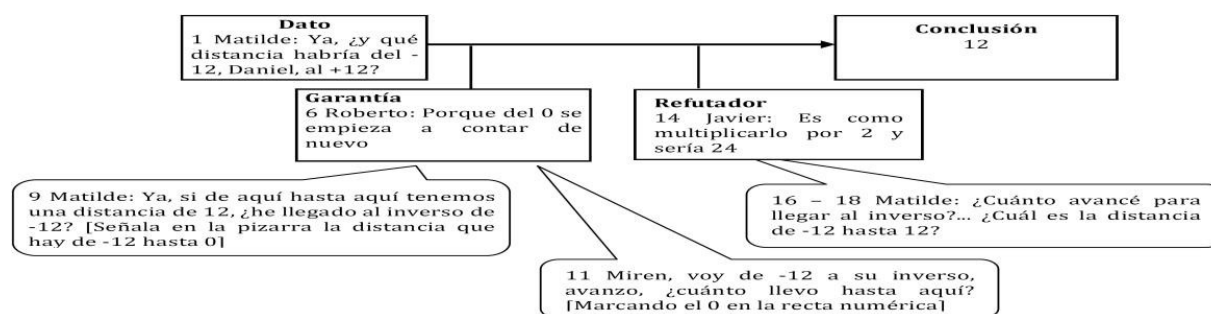 Dato
1 Matilde: Ya, ¿y qué
distancia habría del -
12, Daniel, al +12?
Conclusión
12
Garantía
6 Roberto: Porque del 0 se
empieza a contar de
nuevo
Refutador
14 Javier: Es como
multiplicarlo por 2 y
sería 24
9 Matilde: Ya, si de aquí hasta aquí tenemos
una distancia de 12, ¿he llegado al inverso de
-12? [Señala en la pizarra la distancia que
hay de -12 hasta 0]
16 – 18 Matilde: ¿Cuánto avancé para
llegar al inverso?... ¿Cuál es la distancia
de -12 hasta 12?
11 Miren, voy de -12 a su inverso,
avanzo, ¿cuánto llevo hasta aquí?
[Marcando el 0 en la recta numérica]